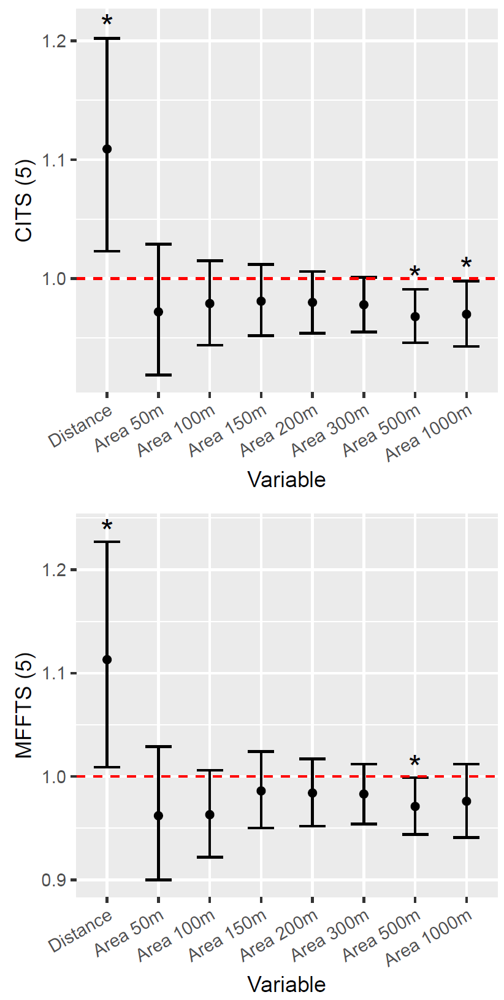 *
1.2
1.1
CITS (5)
* *
1.0
Distance
Area 50m
Area 100m
Area 150m
Area 200m
Area 300m
Area 500m
Area 1000m
Variable
*
1.2
1.1
MFFTS (5)
*
1.0
0.9
Distance
Area 50m
Area 100m
Area 150m
Area 200m
Area 300m
Area 500m
Area 1000m
Variable